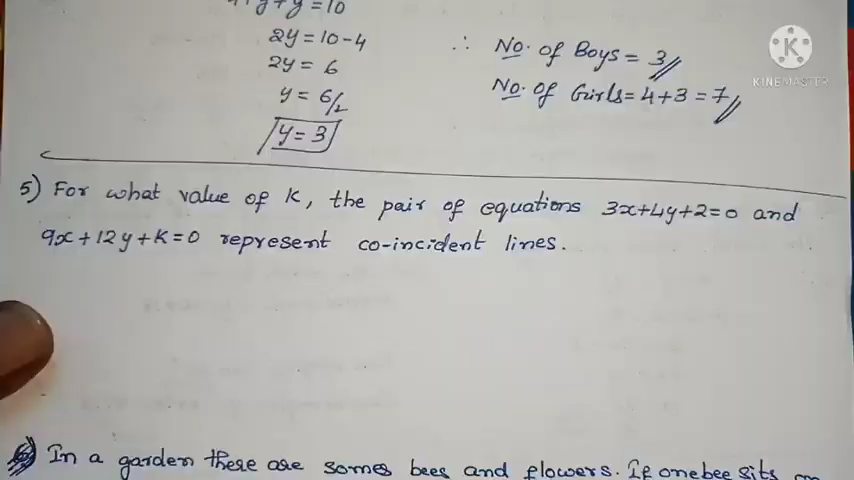 y + y = 10
2y = 10 - 4
2y = 6
y = 6/2
y = 3
∴ No. of Boys = 3
No. of Girls = 4 + 3 = 7
K
KINEMASTER
5) For what value of K, the pair of equations 3x+4y+2=0 and
9x+12y+K=0 represent co-incident lines.
In a garden there are somes bees and flowers. If one bee sits on